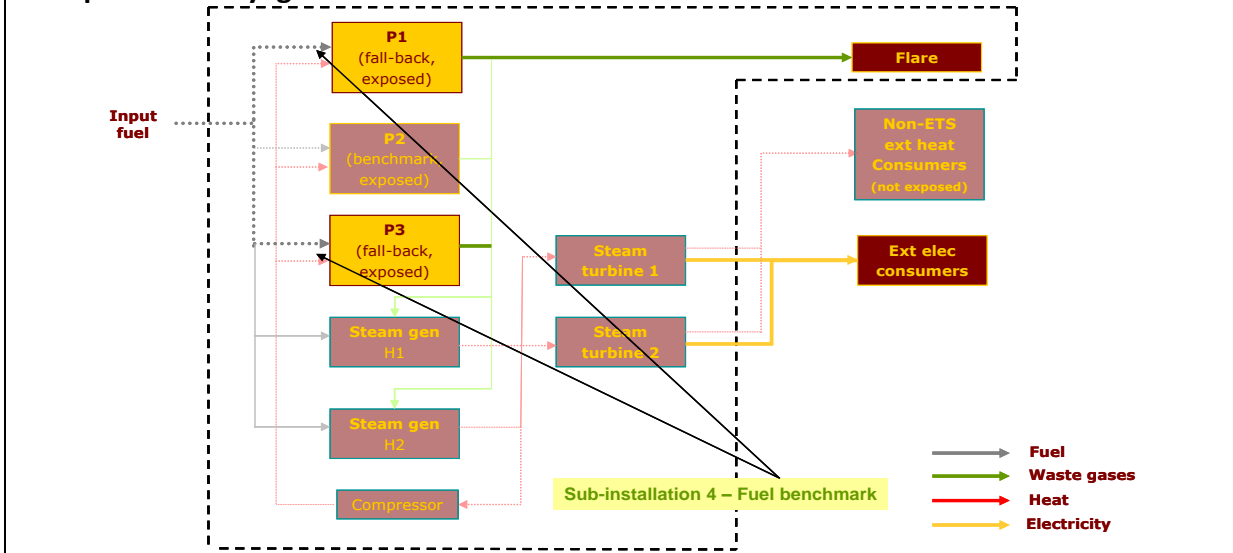 P1
(fall-back,
exposed)
Flare
Input
fuel
P2
(benchmark,
exposed)
Non-ETS
ext heat
Consumers
(not exposed)
P3
(fall-back,
exposed)
Steam
turbine 1
Ext elec
consumers
Steam gen
H1
Steam
turbine 2
Steam gen
H2
Compressor
Sub-installation 4 – Fuel benchmark
Fuel
Waste gases
Heat
Electricity